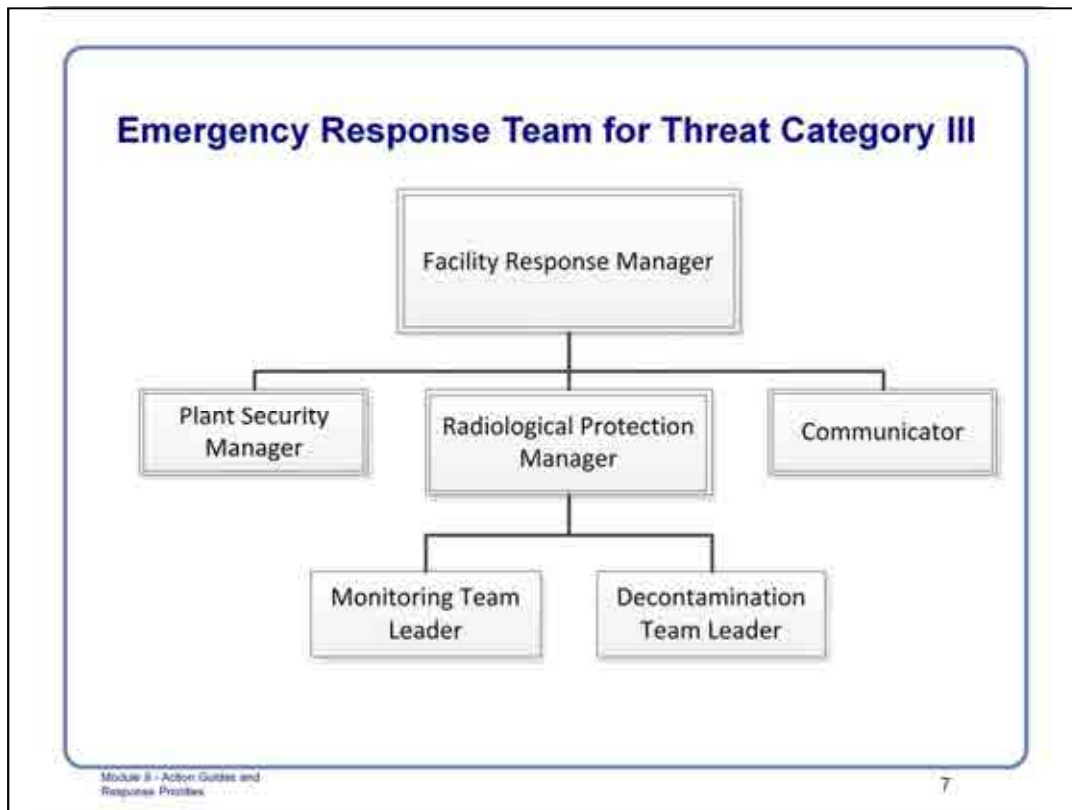 Emergency Response Team for Threat Category III
Facility Response Manager
Plant Security
Manager
Radiological Protection
Manager
Communicator
Monitoring Team
Leader
Decontamination
Team Leader
Module - Action Guides and
Response Priorities
7